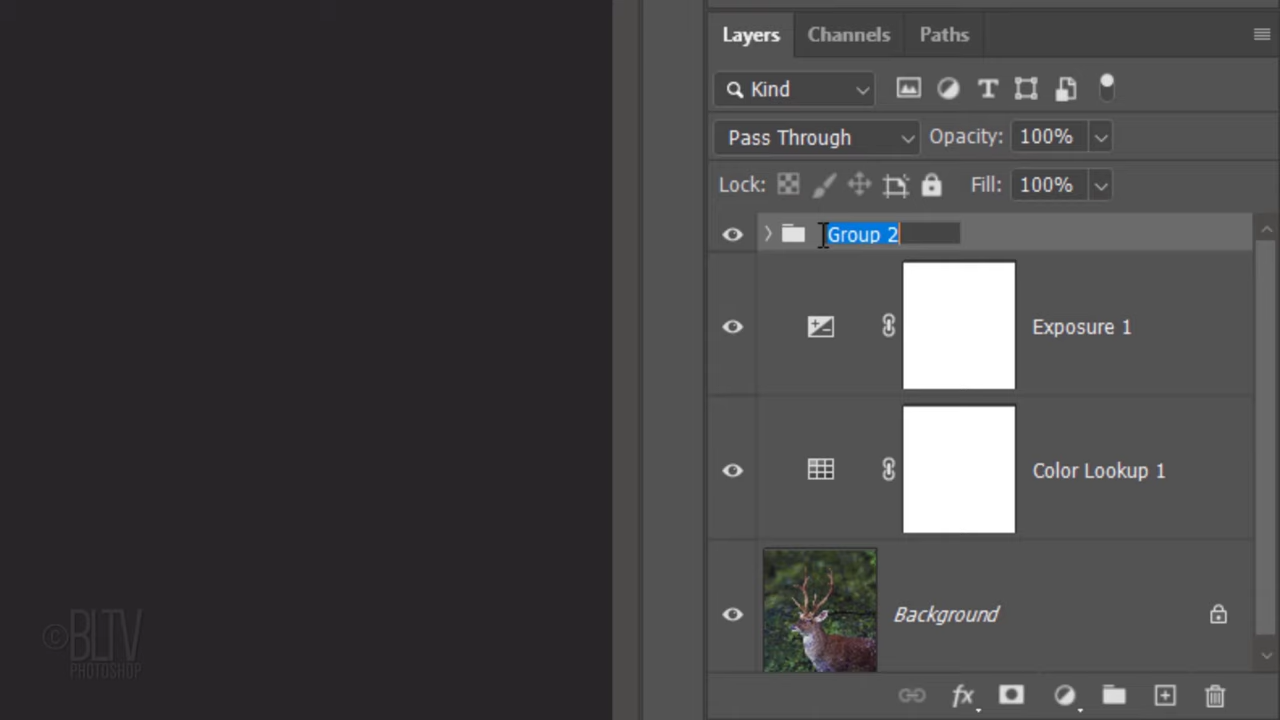 Layers Channels Paths
Kind
Pass Through Opacity: 100%
Lock: Fill: 100%
Group 2
Exposure 1
Color Lookup 1
Background
©BLTV
PHOTOSHOP